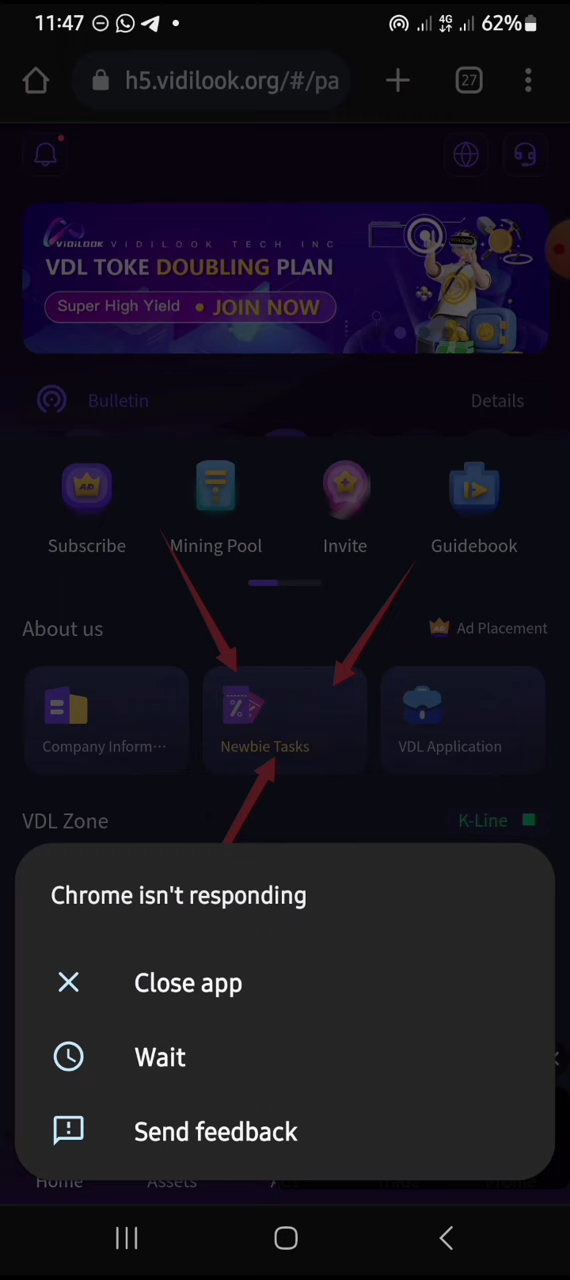 11:47
4G
62%
h5.vidilook.org/#/pa
27
VIDILOOK VIDILOOK TECH INC
VDL TOKE DOUBLING PLAN
Super High Yield • JOIN NOW
Bulletin
Details
Subscribe
Mining Pool
Invite
Guidebook
About us
Ad Placement
Company Inform···
Newbie Tasks
VDL Application
VDL Zone
K-Line
Chrome isn't responding
Close app
Wait
Send feedback
Home
Assets